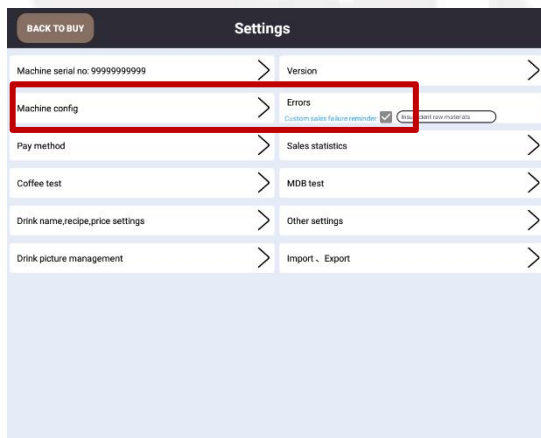 BACK TO BUY
Settings
Machine serial no: 99999999999
Version
Machine config
Errors
Custom sales failure reminder
Insufficient raw materials
Pay method
Sales statistics
Coffee test
MDB test
Drink name,recipe,price settings
Other settings
Drink picture management
Import、Export